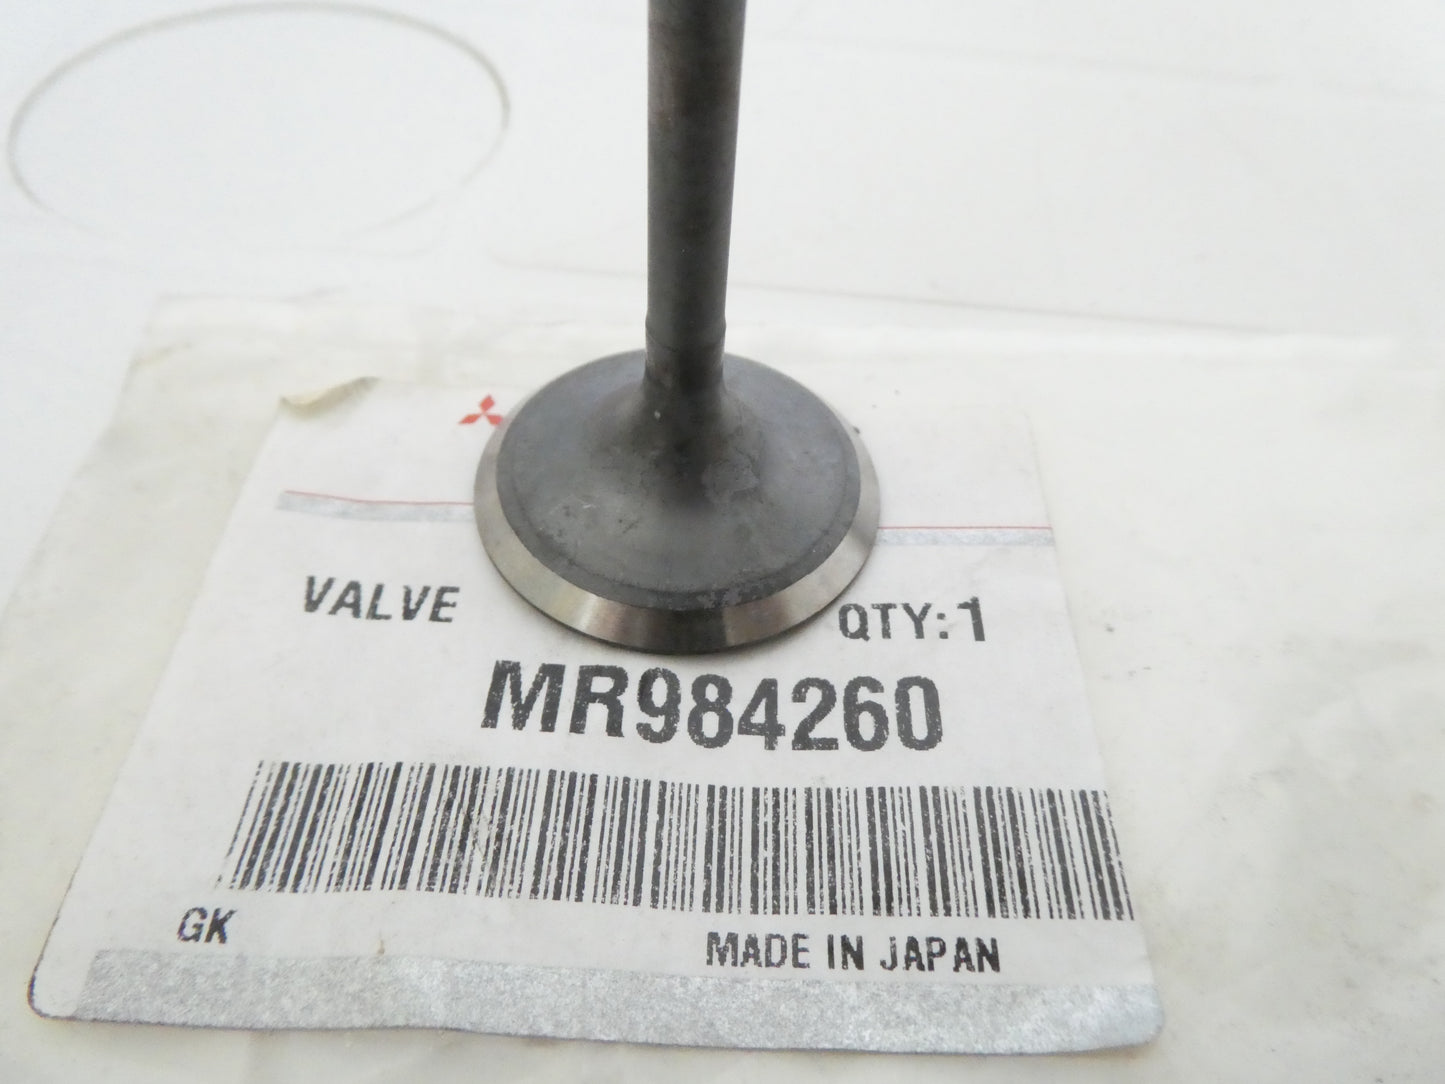 VALVE QTY: 1
MR984260
GK MADE IN JAPAN